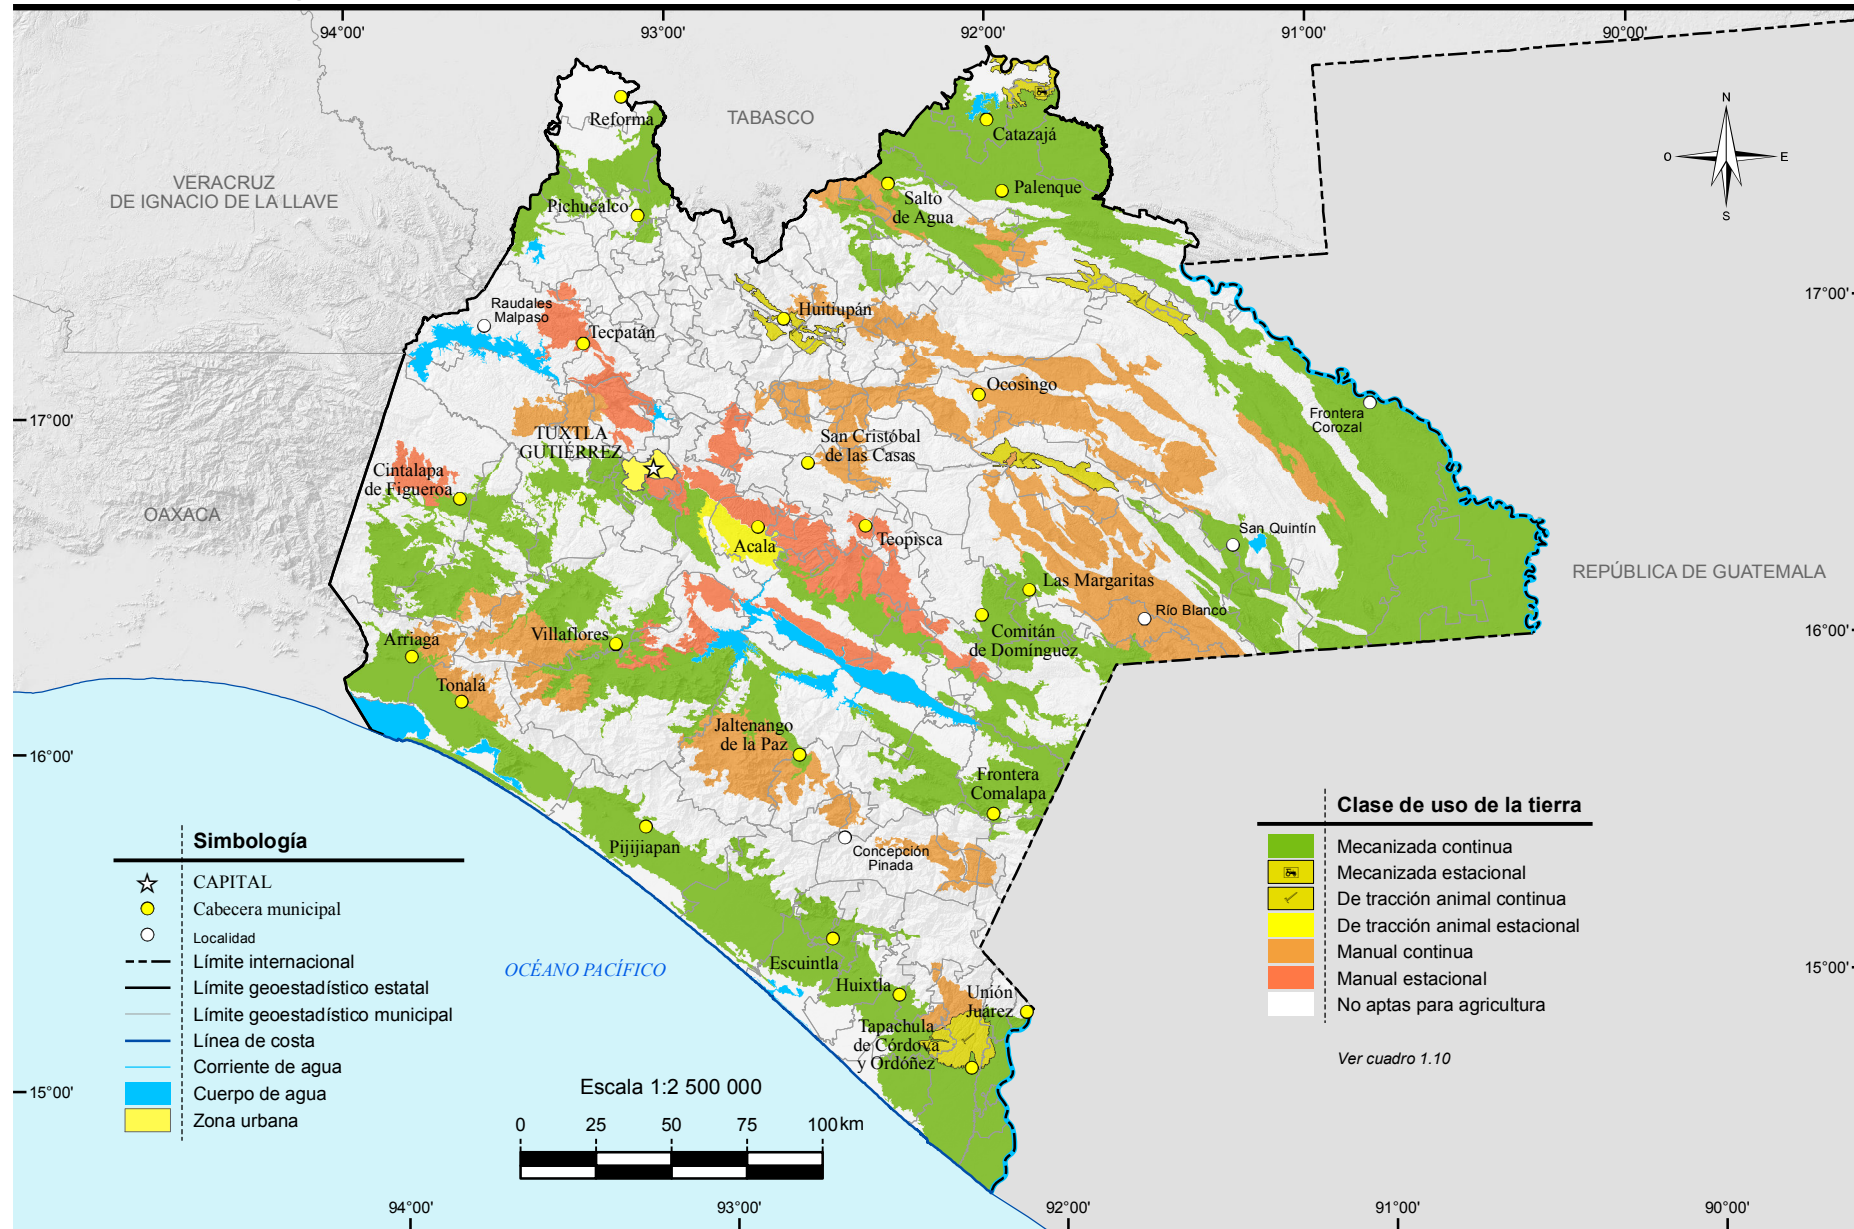 94°00'
93°00'
92°00'
91°00'
90°00'
N
O
E
S
TABASCO
VERACRUZ
DE IGNACIO DE LA LLAVE
OAXACA
REPÚBLICA DE GUATEMALA
OCÉANO PACÍFICO
17°00'
17°00'
16°00'
16°00'
15°00'
15°00'
Reforma
Catazajá
Palenque
Salto
de Agua
Pichucalco
Raudales
Malpaso
Tecpatán
Huitiupán
Ocosingo
Frontera
Corozal
TUXTLA
GUTIÉRREZ
San Cristóbal
de las Casas
Cintalapa
de Figueroa
Acala
Teopisca
San Quintín
Las Margaritas
Río Blanco
Comitán
de Domínguez
Arriaga
Villaflores
Tonalá
Jaltenango
de la Paz
Frontera
Comalapa
Pijijiapan
Concepción
Pinada
Escuintla
Huixtla
Unión
Juárez
Tapachula
de Córdova
y Ordóñez
Simbología
CAPITAL
Cabecera municipal
Localidad
Límite internacional
Límite geoestadístico estatal
Límite geoestadístico municipal
Línea de costa
Corriente de agua
Cuerpo de agua
Zona urbana
Escala 1:2 500 000
0 25 50 75 100 km
Clase de uso de la tierra
Mecanizada continua
Mecanizada estacional
De tracción animal continua
De tracción animal estacional
Manual continua
Manual estacional
No aptas para agricultura
Ver cuadro 1.10
94°00'
93°00'
92°00'
91°00'
90°00'